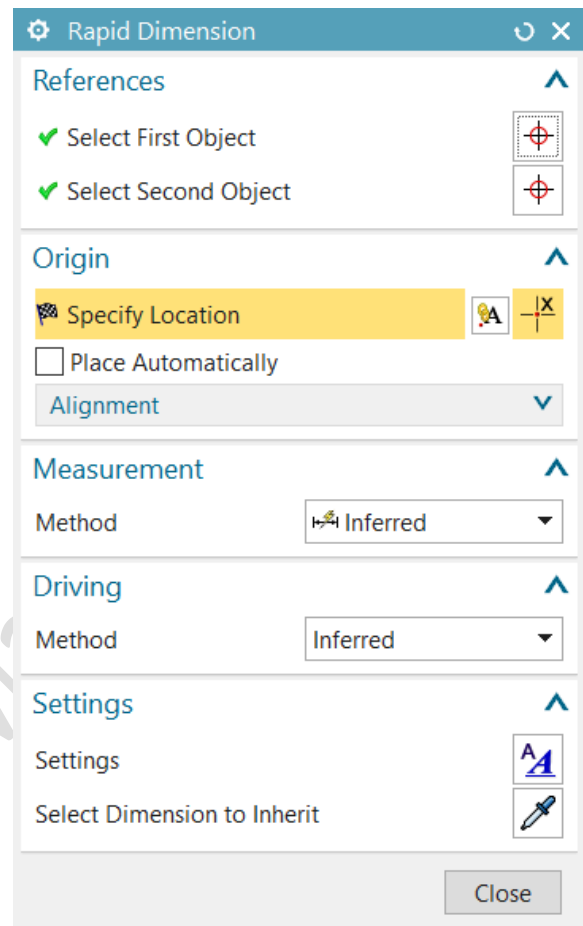 Rapid Dimension
References
Select First Object
Select Second Object
Origin
Specify Location
A
X
Place Automatically
Alignment
Measurement
Method Inferred
Driving
Method Inferred
Settings
Settings
A A
Select Dimension to Inherit
Close